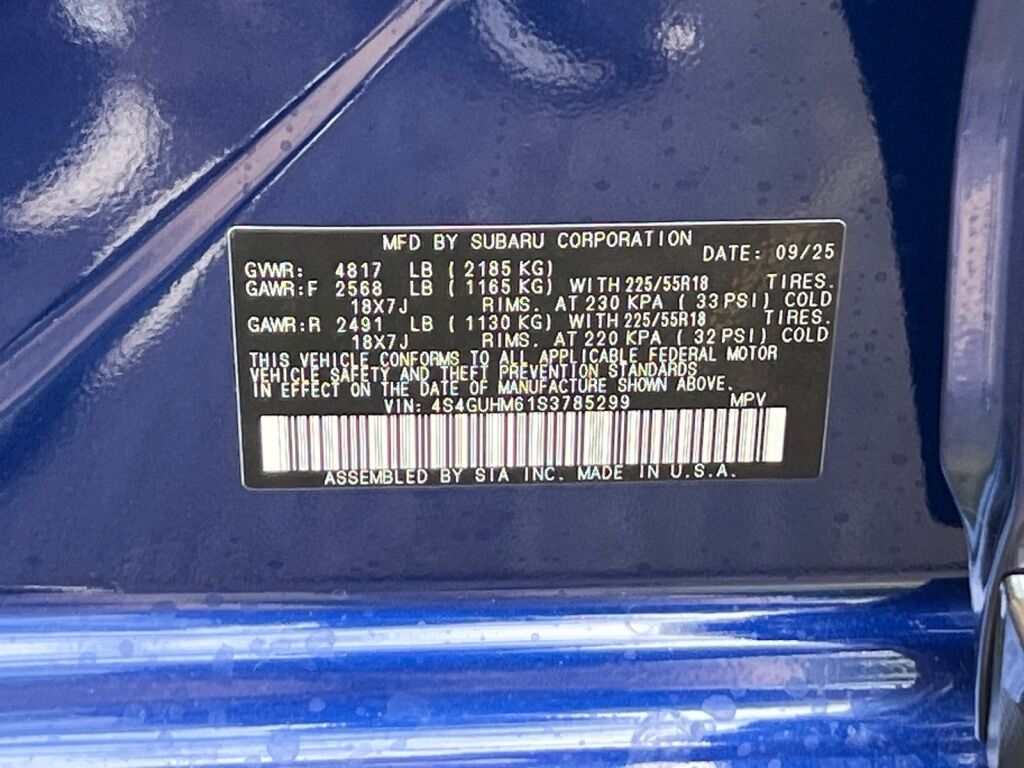 MFD BY SUBARU CORPORATION DATE: 09/25
GVWR: 4817 LB ( 2185 KG)
GAWR:F 2568 LB ( 1165 KG) WITH 225/55R18 TIRES.
18X7J RIMS. AT 230 KPA ( 33 PSI) COLD
GAWR:R 2491 LB ( 1130 KG) WITH 225/55R18 TIRES.
18X7J RIMS. AT 220 KPA ( 32 PSI) COLD
THIS VEHICLE CONFORMS TO ALL APPLICABLE FEDERAL MOTOR
VEHICLE SAFETY AND THEFT PREVENTION STANDARDS
IN EFFECT ON THE DATE OF MANUFACTURE SHOWN ABOVE.
VIN: 4S4GUHM61S3785299 MPV
ASSEMBLED BY SIA INC. MADE IN U.S.A.